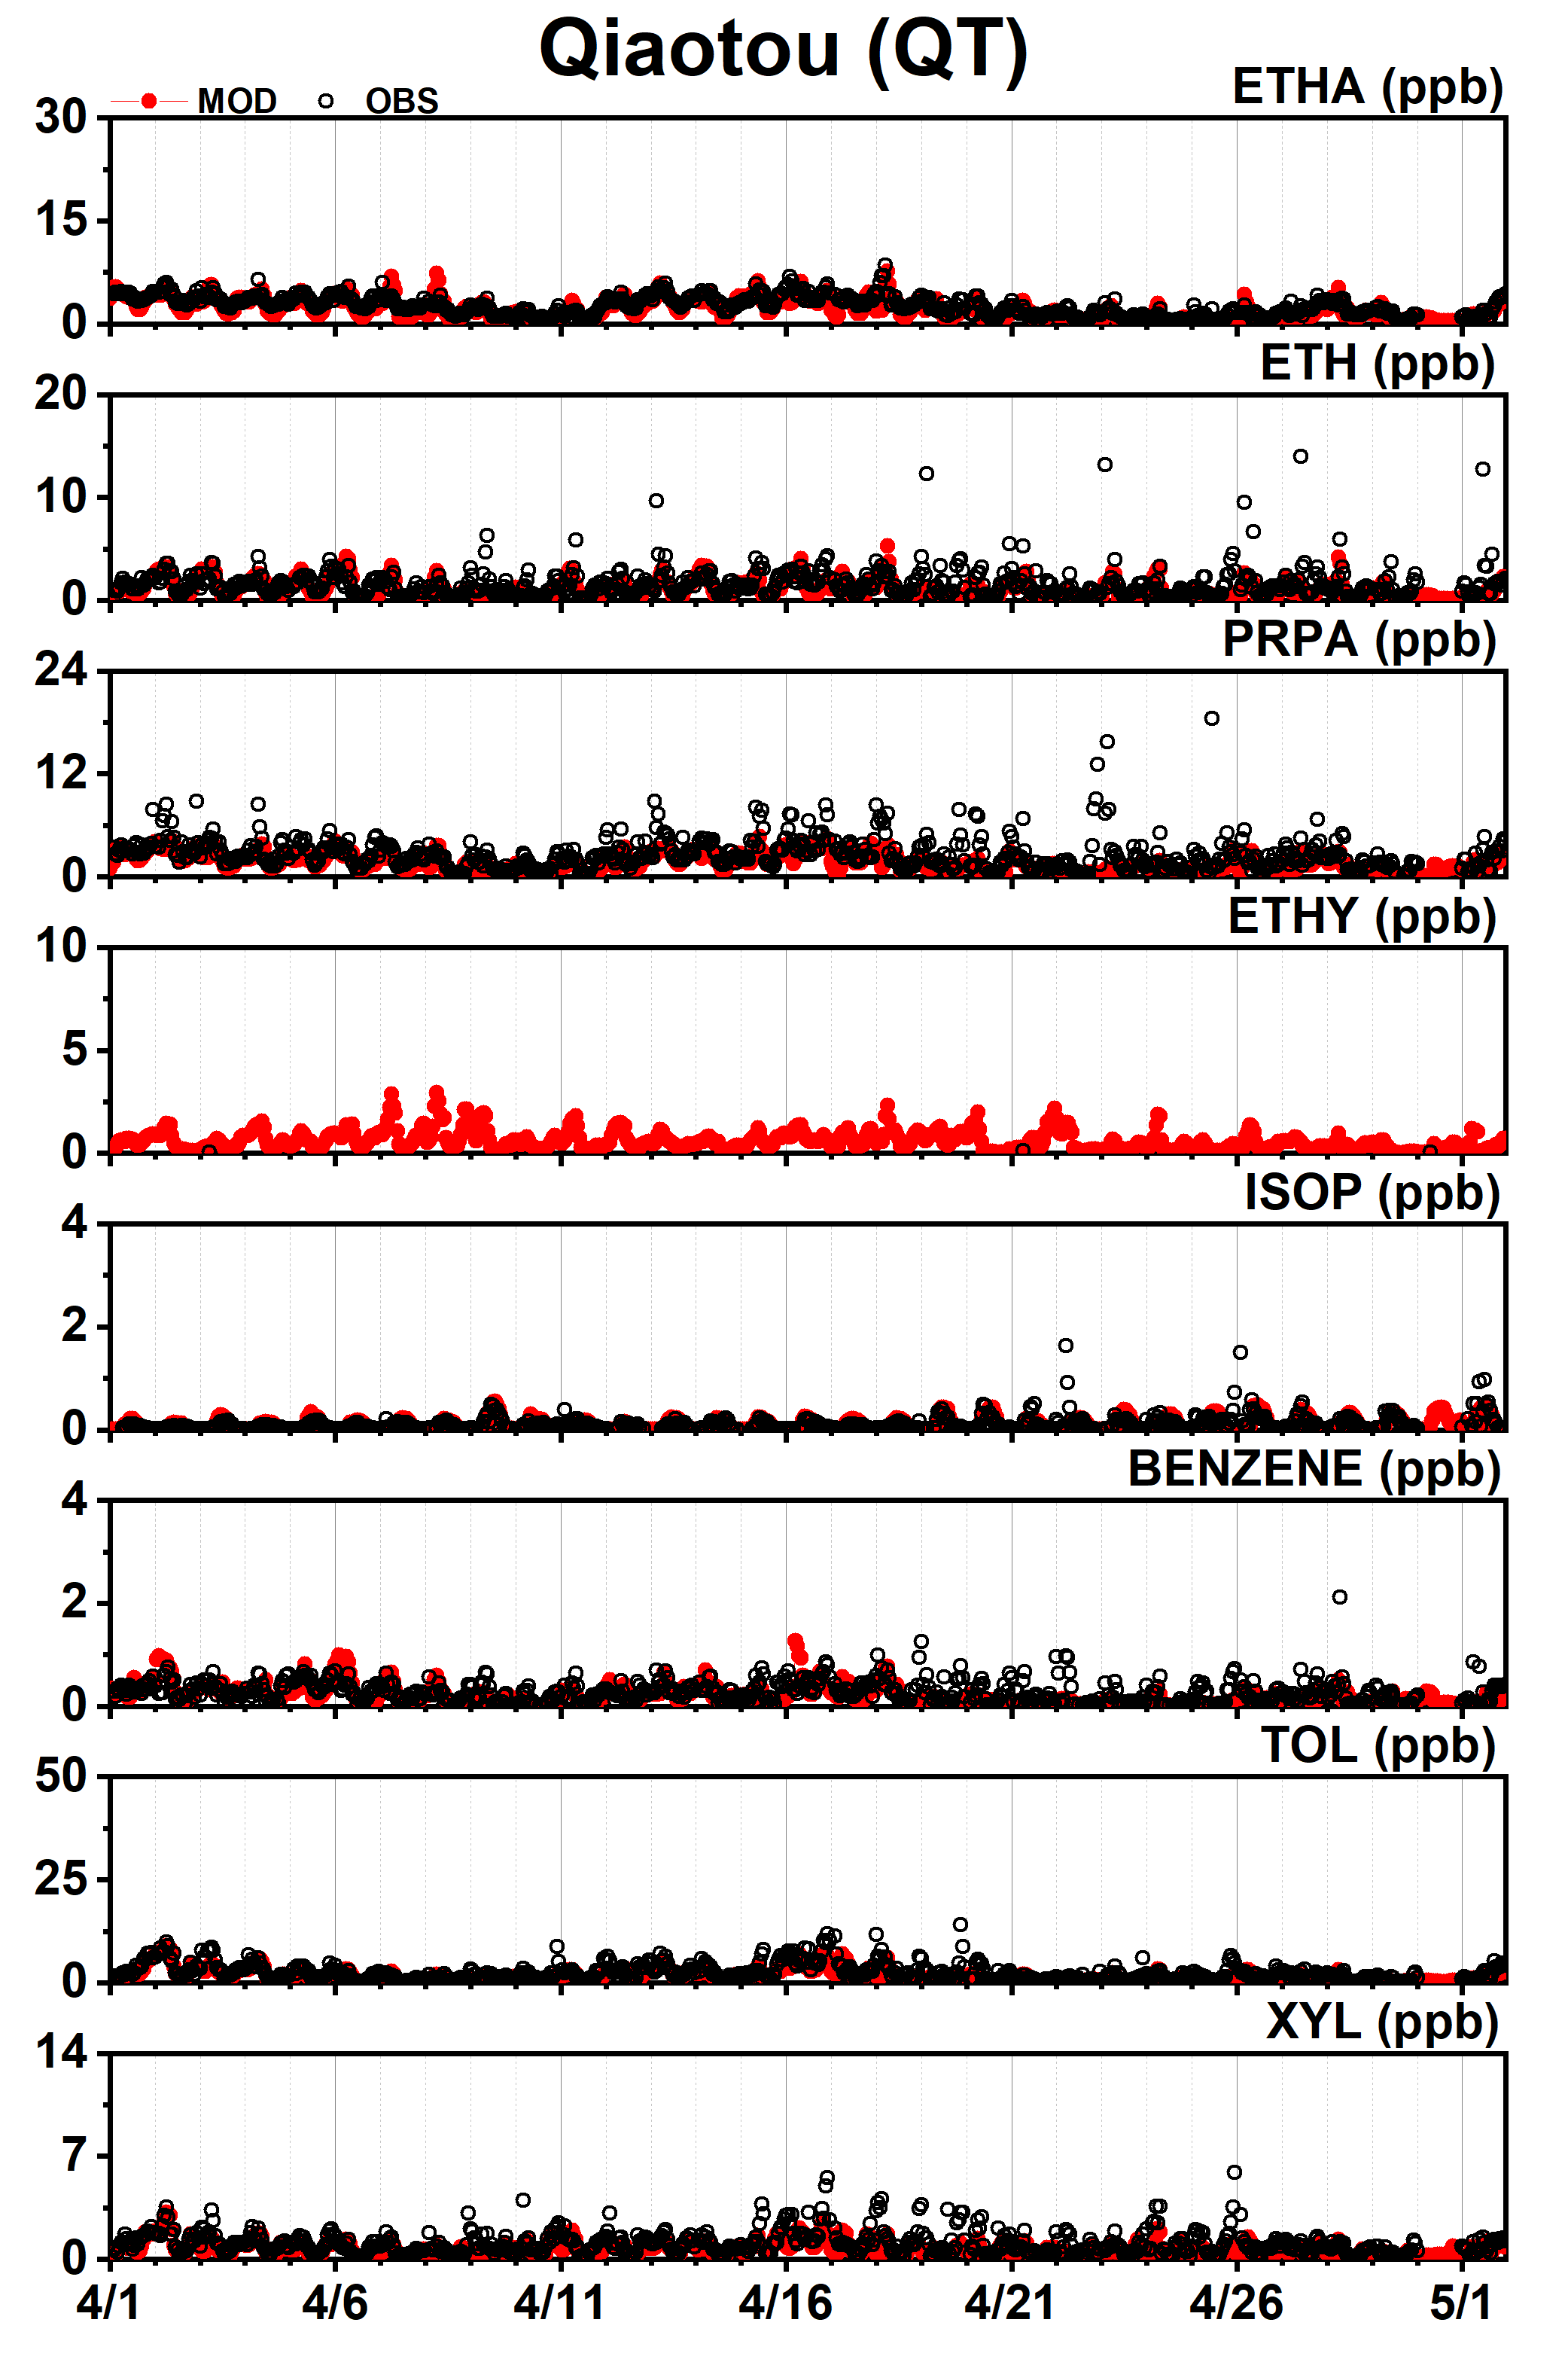 Qiaotou (QT)
MOD OBS
ETHA (ppb)
30
15
0
ETH (ppb)
20
10
0
PRPA (ppb)
24
12
0
ETHY (ppb)
10
5
0
ISOP (ppb)
4
2
0
BENZENE (ppb)
4
2
0
TOL (ppb)
50
25
0
XYL (ppb)
14
7
0
4/1 4/6 4/11 4/16 4/21 4/26 5/1